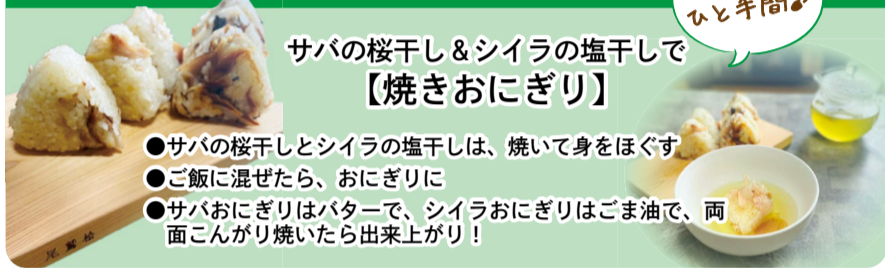 ひと手間♪
サバの桜干し＆シイラの塩干しで
【焼きおにぎり】
●サバの桜干しとシイラの塩干しは、焼いて身をほぐす
●ご飯に混ぜたら、おにぎりに
●サバおにぎりはバターで、シイラおにぎりはごま油で、両
面こんがり焼いたら出来上がり！
尾鷲桧